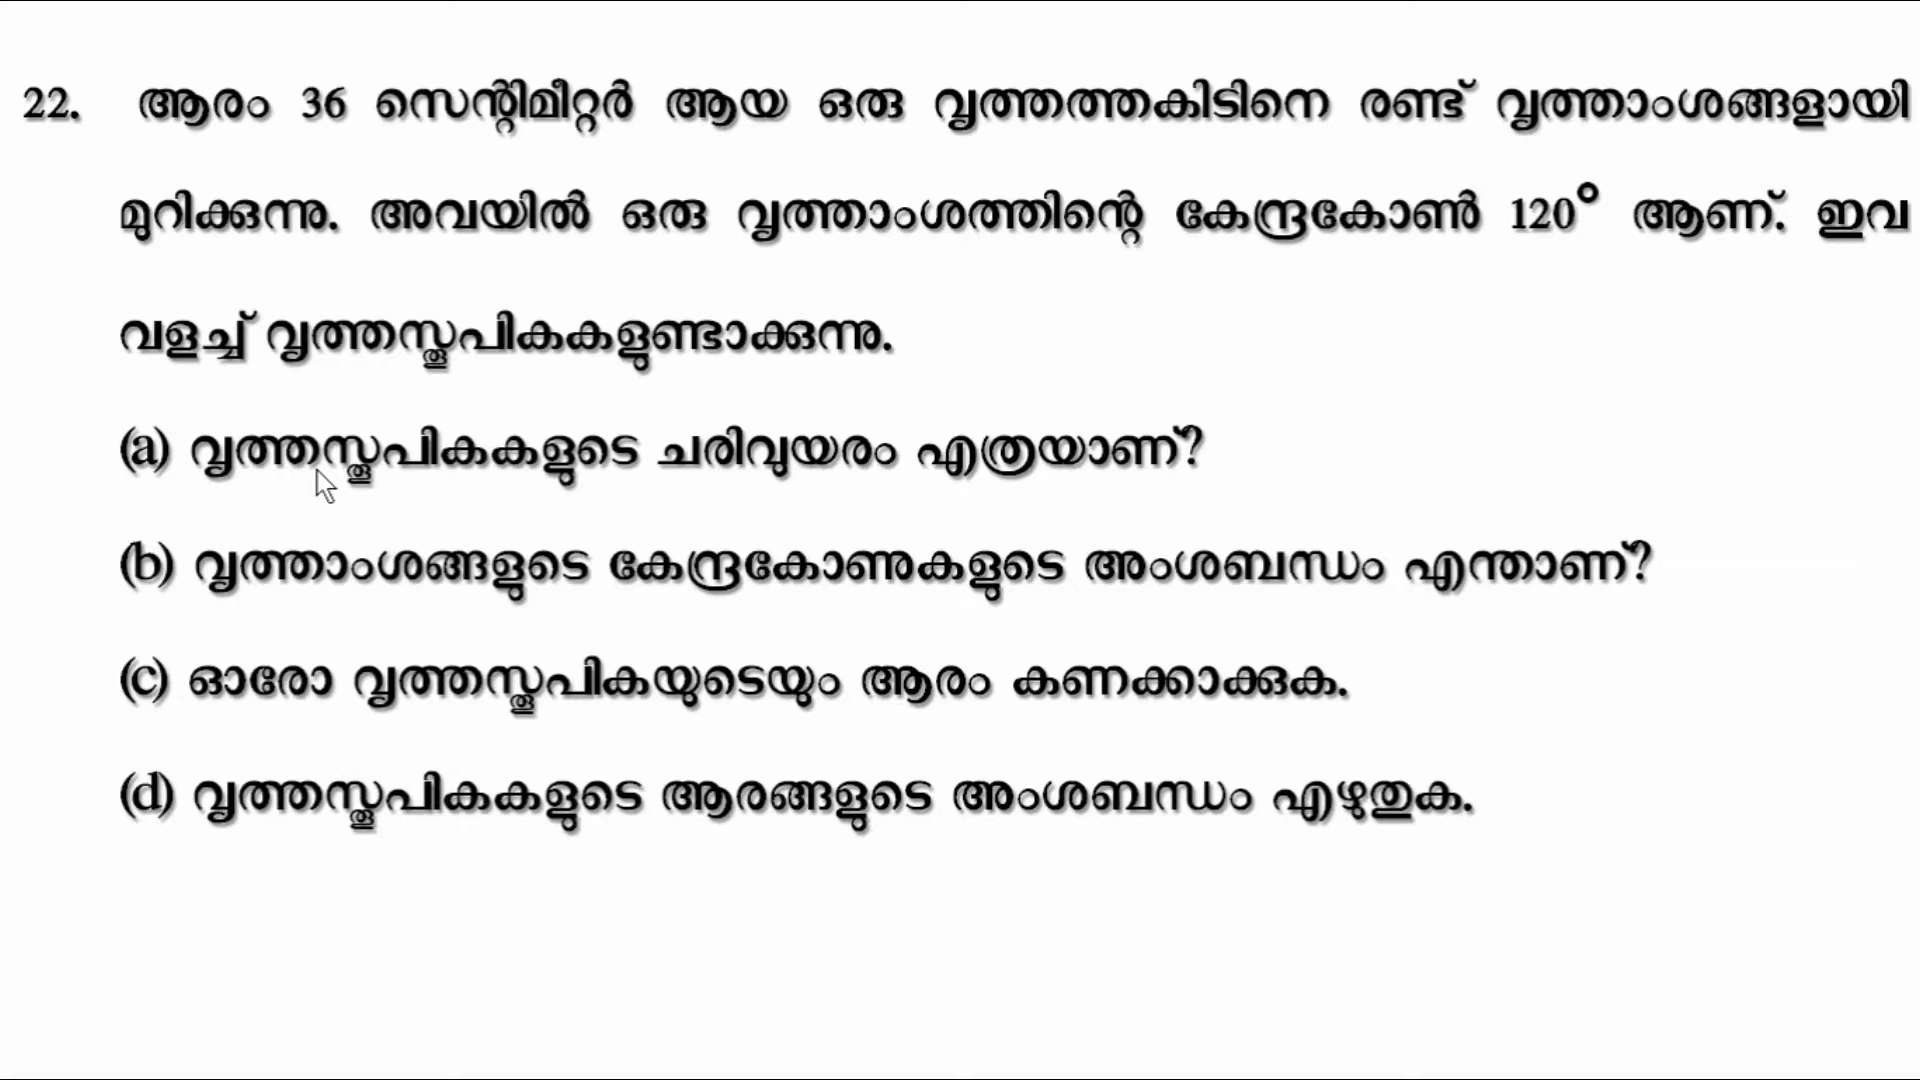 22. ആരം 36 സെന്റിമീറ്റർ ആയ ഒരു വൃത്തത്തകിടിനെ രണ്ട് വൃത്താംശങ്ങളായി
മുറിക്കുന്നു. അവയിൽ ഒരു വൃത്താംശത്തിന്റെ കേന്ദ്രകോൺ 120° ആണ്. ഇവ
വളച്ച് വൃത്തസ്തൂപികകളുണ്ടാക്കുന്നു.
(a) വൃത്തസ്തൂപികകളുടെ ചരിവുയരം എത്രയാണ്?
(b) വൃത്താംശങ്ങളുടെ കേന്ദ്രകോണുകളുടെ അംശബന്ധം എന്താണ്?
(c) ഓരോ വൃത്തസ്തൂപികയുടെയും ആരം കണക്കാക്കുക.
(d) വൃത്തസ്തൂപികകളുടെ ആരങ്ങളുടെ അംശബന്ധം എഴുതുക.